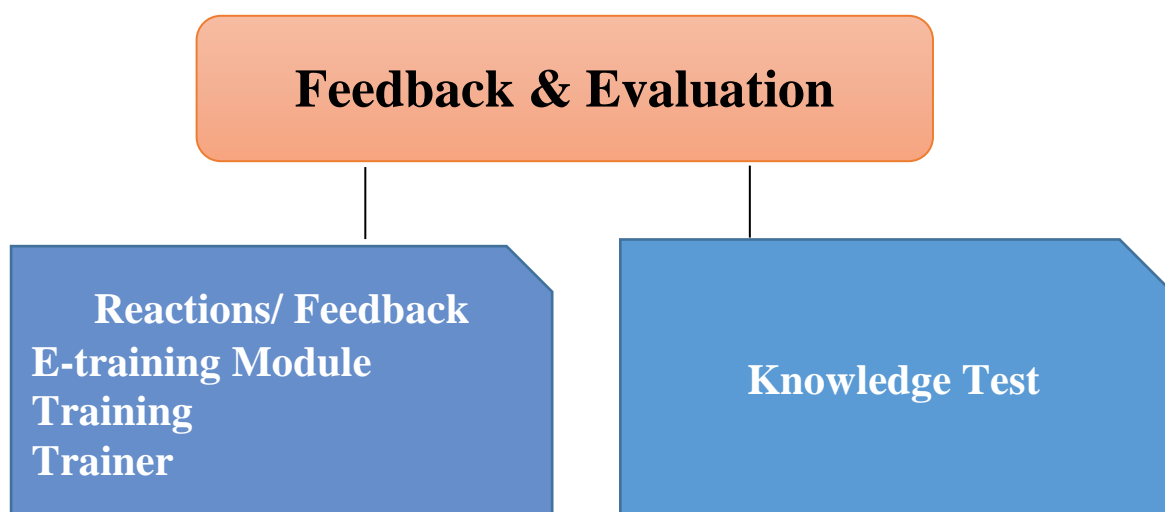 Feedback & Evaluation
Reactions/ Feedback
E-training Module
Training
Trainer
Knowledge Test